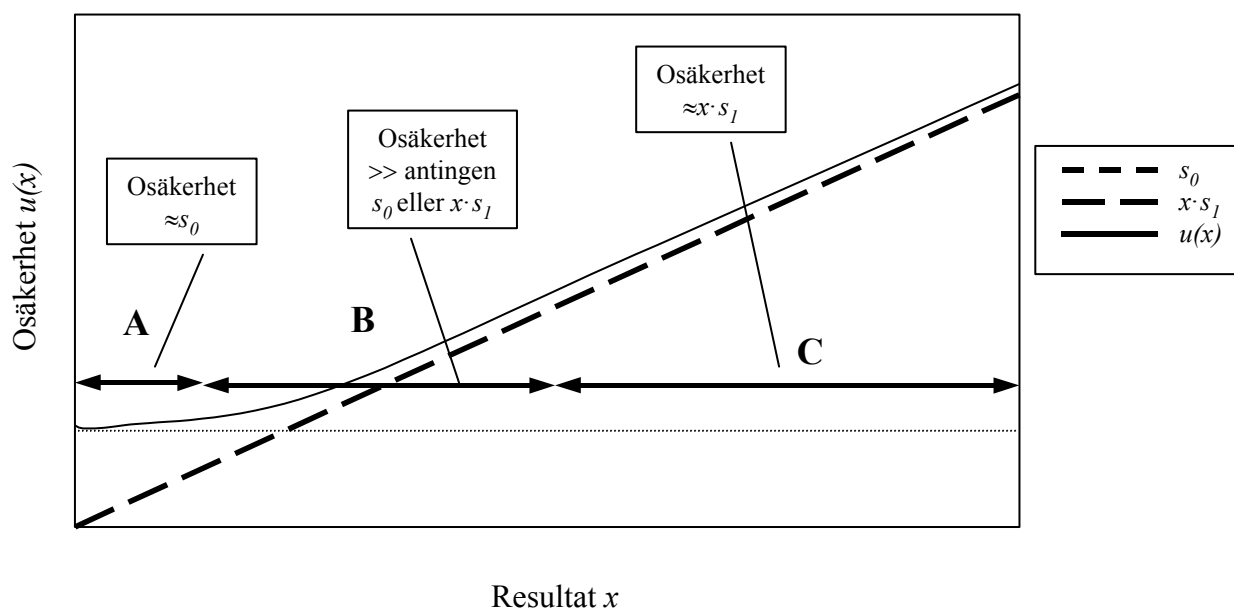 Osäkerhet
≈x·s₁
Osäkerhet
>> antingen
s₀ eller x·s₁
Osäkerhet
≈s₀
A
B
C
Osäkerhet u(x)
Resultat x
s₀
x·s₁
u(x)